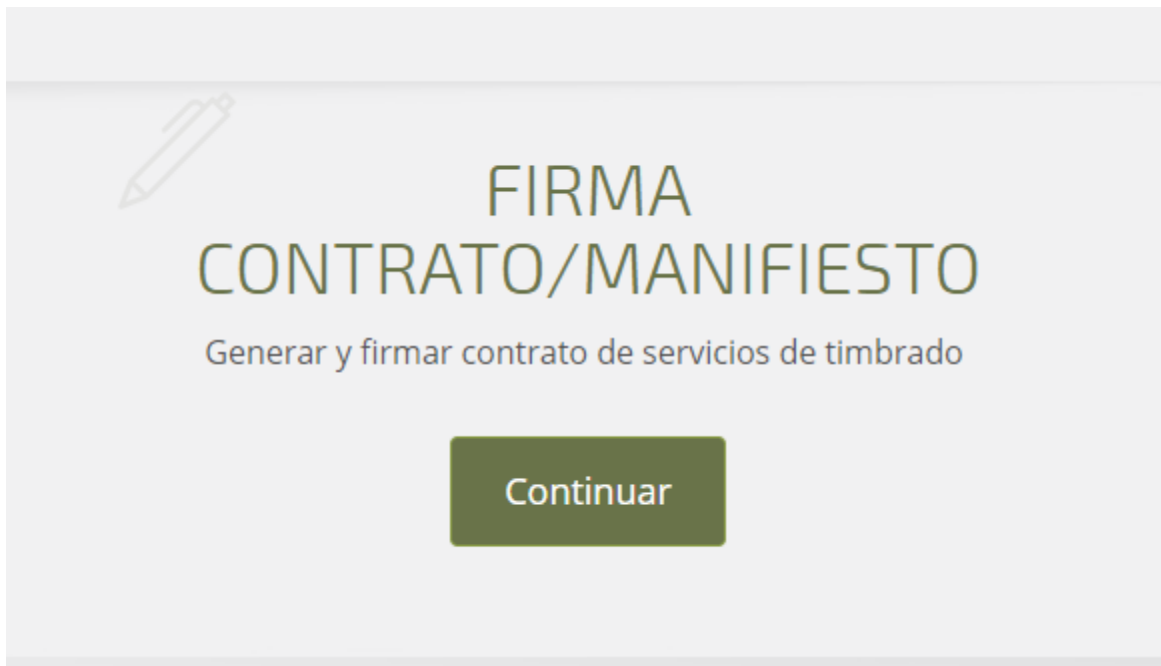 FIRMA
CONTRATO/MANIFIESTO
Generar y firmar contrato de servicios de timbrado
Continuar